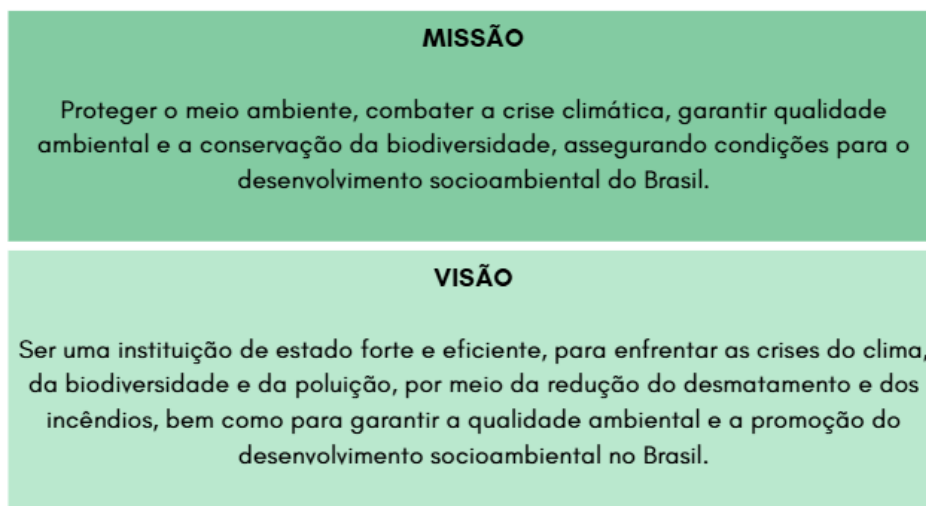 MISSÃO
Proteger o meio ambiente, combater a crise climática, garantir qualidade
ambiental e a conservação da biodiversidade, assegurando condições para o
desenvolvimento socioambiental do Brasil.
VISÃO
Ser uma instituição de estado forte e eficiente, para enfrentar as crises do clima,
da biodiversidade e da poluição, por meio da redução do desmatamento e dos
incêndios, bem como para garantir a qualidade ambiental e a promoção do
desenvolvimento socioambiental no Brasil.